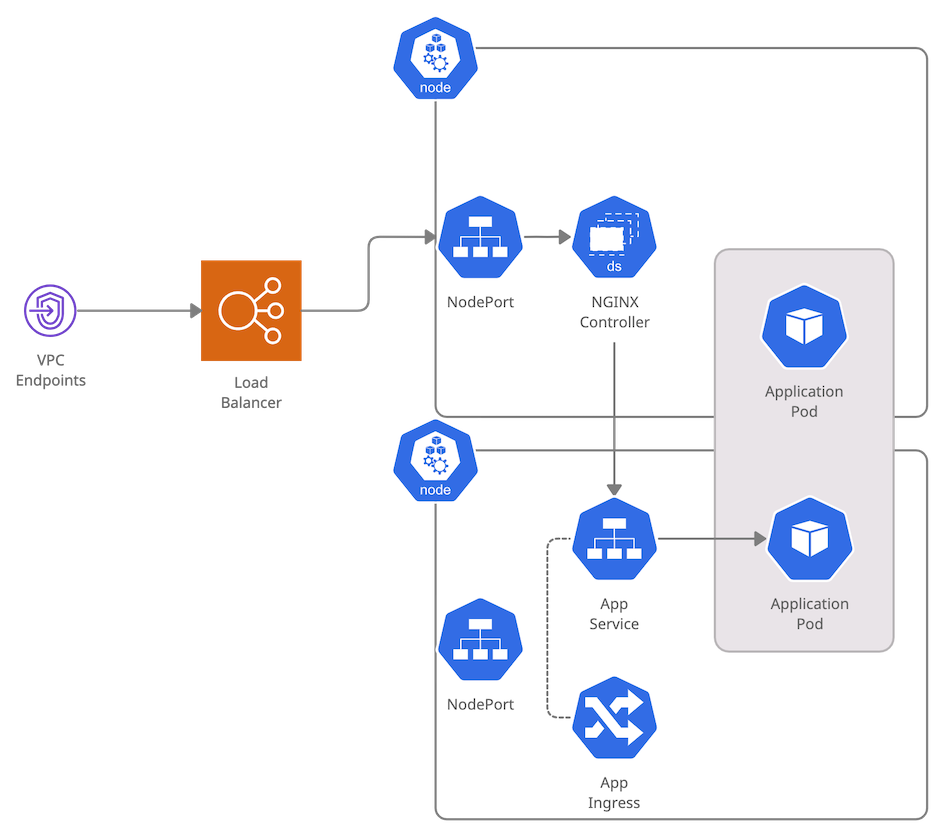 node
NodePort
ds
NGINX
Controller
VPC
Endpoints
Load
Balancer
Application
Pod
node
App
Service
Application
Pod
NodePort
App
Ingress